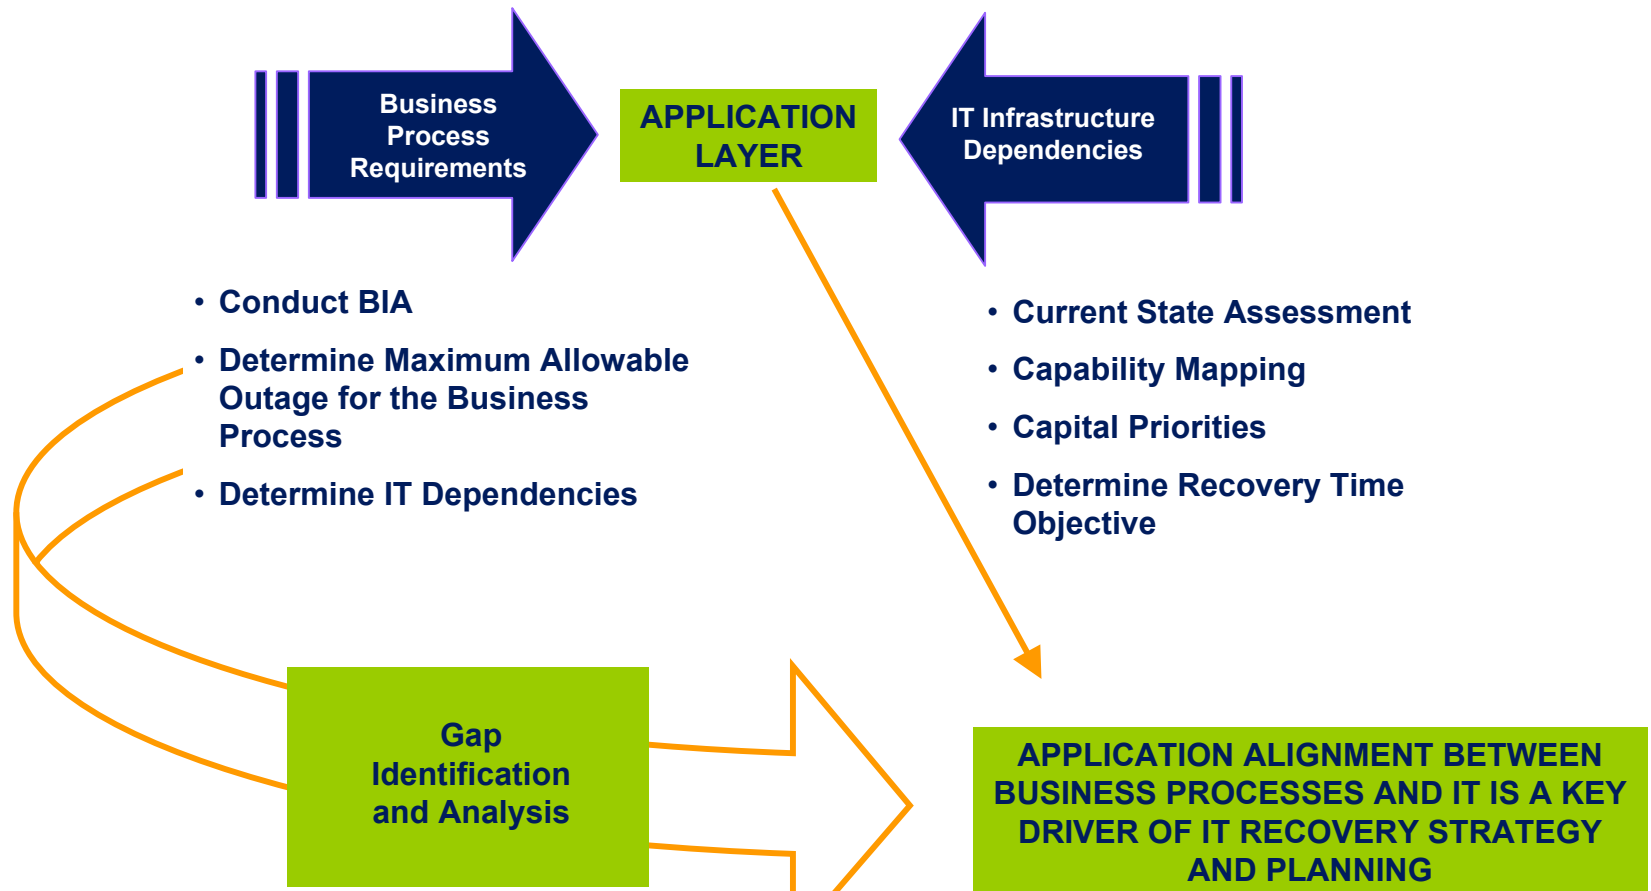 Business
Process
Requirements
APPLICATION
LAYER
IT Infrastructure
Dependencies
• Conduct BIA
• Determine Maximum Allowable
Outage for the Business
Process
• Determine IT Dependencies
• Current State Assessment
• Capability Mapping
• Capital Priorities
• Determine Recovery Time
Objective
Gap
Identification
and Analysis
APPLICATION ALIGNMENT BETWEEN
BUSINESS PROCESSES AND IT IS A KEY
DRIVER OF IT RECOVERY STRATEGY
AND PLANNING